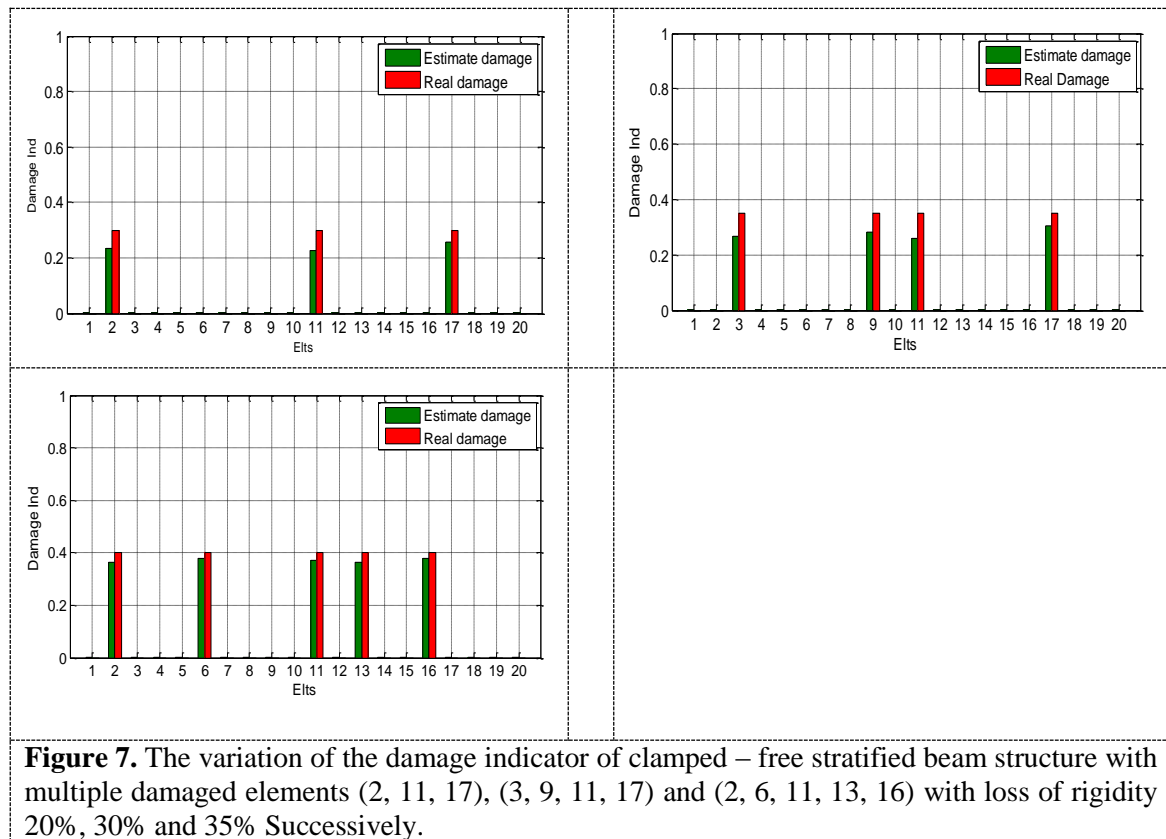 1
0.8
0.6
0.4
0.2
0
Damage Ind
Estimate damage
Real damage
1 2 3 4 5 6 7 8 9 10 11 12 13 14 15 16 17 18 19 20
Elts
1
0.8
0.6
0.4
0.2
0
Damage Ind
Estimate damage
Real Damage
1 2 3 4 5 6 7 8 9 10 11 12 13 14 15 16 17 18 19 20
Elts
1
0.8
0.6
0.4
0.2
0
Damage Ind
Estimate damage
Real damage
1 2 3 4 5 6 7 8 9 10 11 12 13 14 15 16 17 18 19 20
Elts
Figure 7. The variation of the damage indicator of clamped – free stratified beam structure with
multiple damaged elements (2, 11, 17), (3, 9, 11, 17) and (2, 6, 11, 13, 16) with loss of rigidity
20%, 30% and 35% Successively.